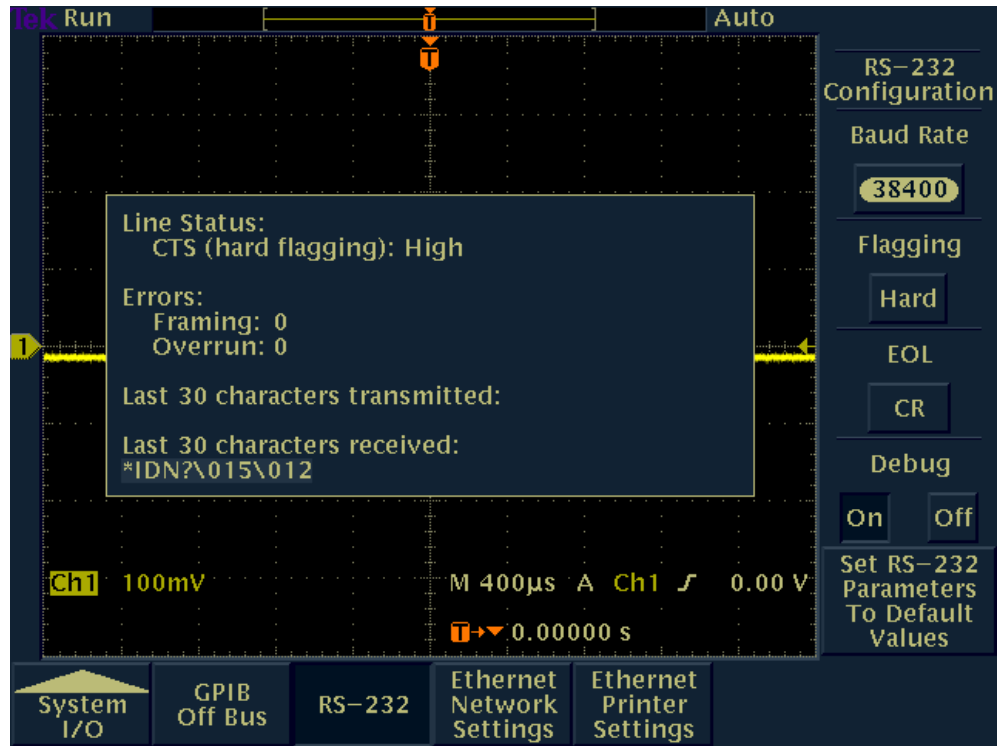 Tek Run
Auto
T
T
RS-232
Configuration
Baud Rate
38400
Flagging
Hard
EOL
CR
Debug
On Off
Set RS-232
Parameters
To Default
Values
Line Status:
CTS (hard flagging): High
Errors:
Framing: 0
Overrun: 0
Last 30 characters transmitted:
Last 30 characters received:
*IDN?\015\012
1
Ch1 100mV M 400µs A Ch1 0.00 V
T 0.00000 s
System
I/O
GPIB
Off Bus
RS-232
Ethernet
Network
Settings
Ethernet
Printer
Settings